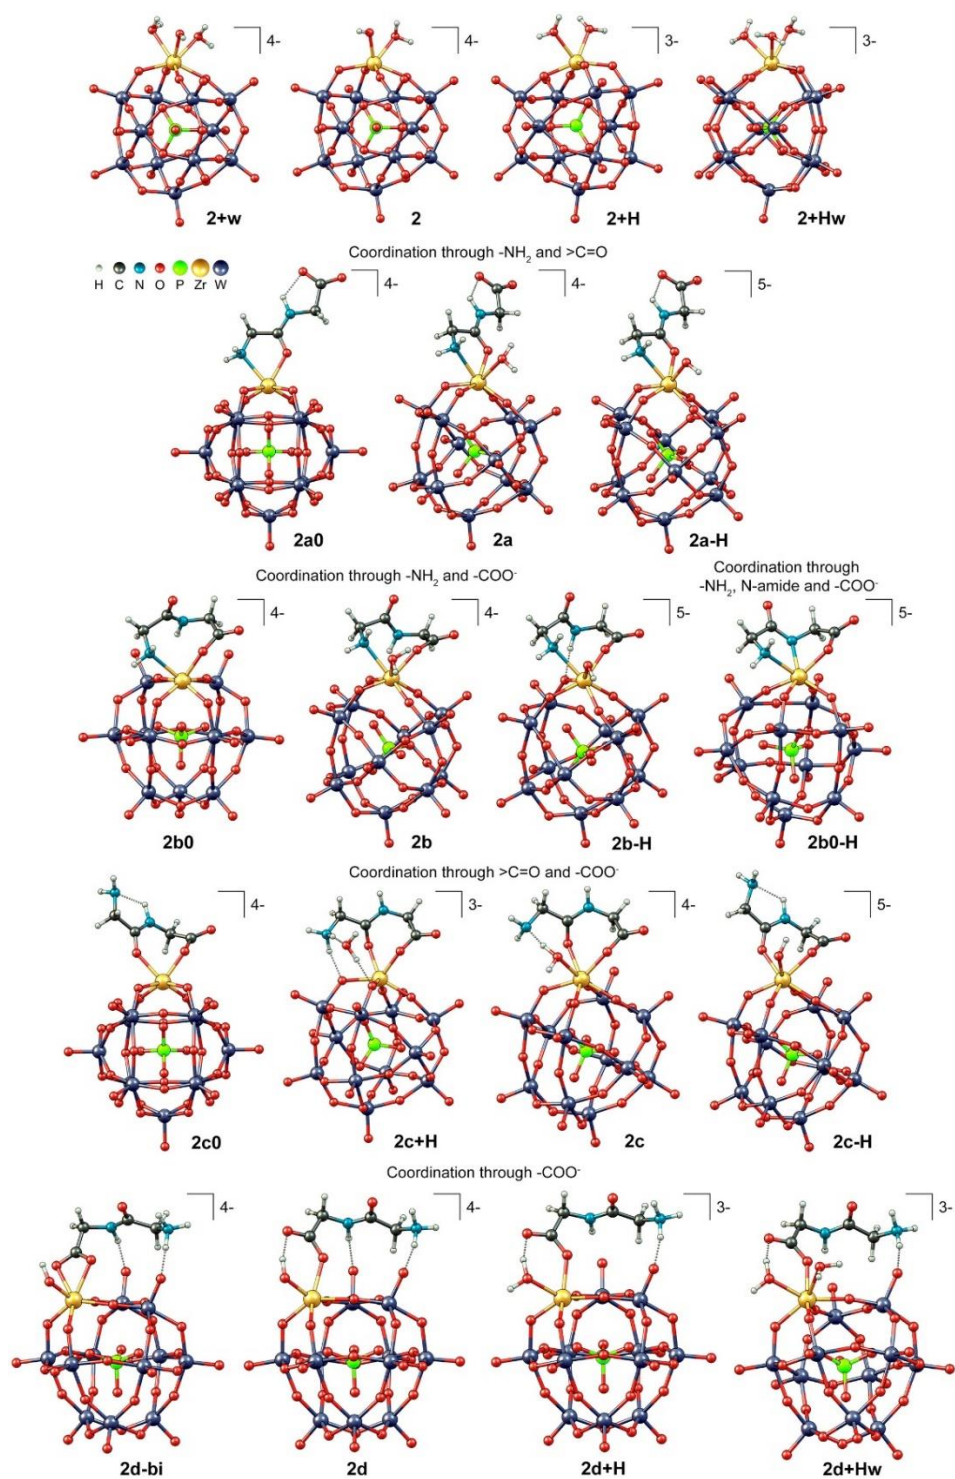 4-
4-
3-
3-
2+w
2
2+H
2+Hw
Coordination through -NH2 and >C=O
H C N O P Zr W
4-
4-
5-
2a0
2a
2a-H
Coordination through -NH2 and -COO-
Coordination through
-NH2, N-amide and -COO-
4-
4-
5-
5-
2b0
2b
2b-H
2b0-H
Coordination through >C=O and -COO-
4-
3-
4-
5-
2c0
2c+H
2c
2c-H
Coordination through -COO-
4-
4-
3-
3-
2d-bi
2d
2d+H
2d+Hw